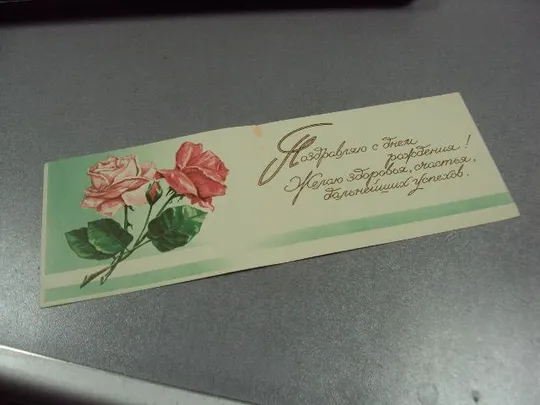 Поздравляю с днем
рождения!
Желаю здоровья, счастья,
дальнейших успехов.